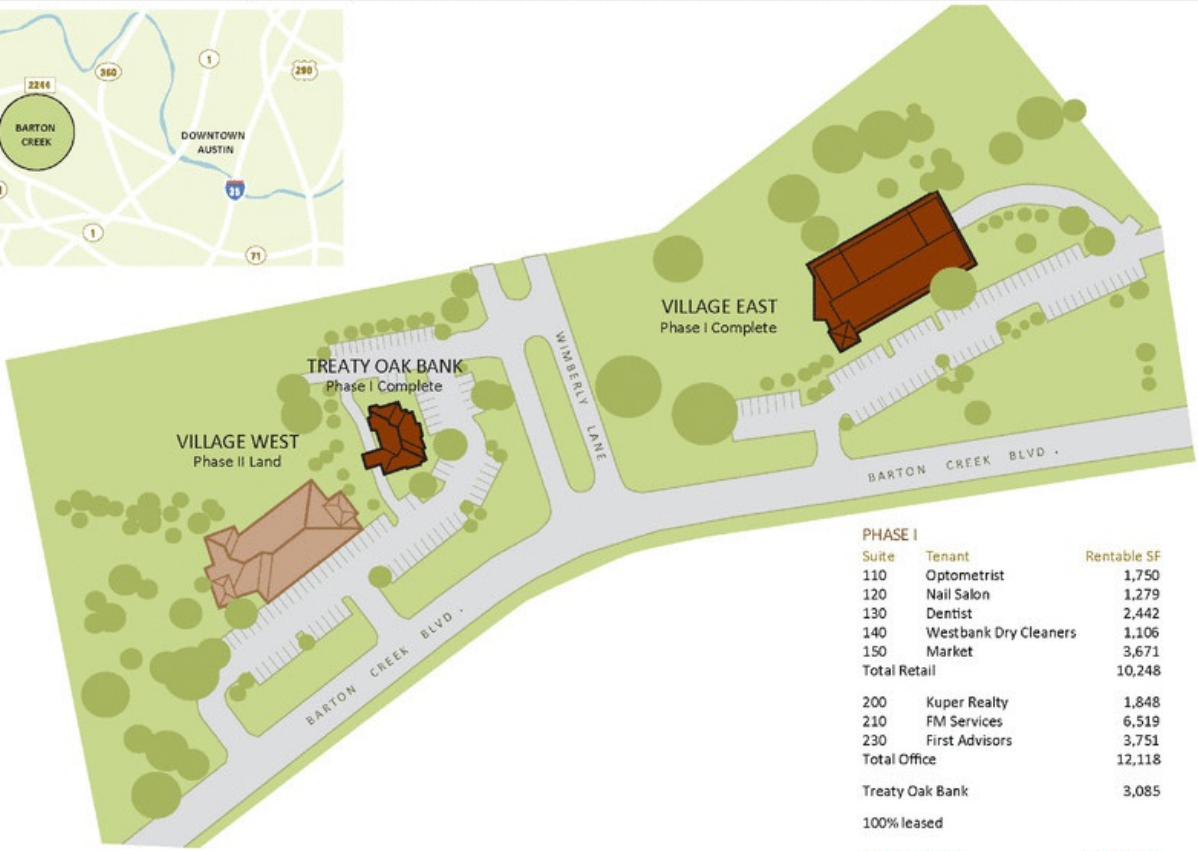 360
1
290
2244
BARTON
CREEK
DOWNTOWN
AUSTIN
35
1
71
VILLAGE EAST
Phase I Complete
WIMBERLY LANE
TREATY OAK BANK
Phase I Complete
VILLAGE WEST
Phase II Land
BARTON CREEK BLVD.
BARTON CREEK BLVD.
PHASE I
Suite Tenant Rentable SF
110 Optometrist 1,750
120 Nail Salon 1,279
130 Dentist 2,442
140 Westbank Dry Cleaners 1,106
150 Market 3,671
Total Retail 10,248
200 Kuper Realty 1,848
210 FM Services 6,519
230 First Advisors 3,751
Total Office 12,118
Treaty Oak Bank 3,085
100% leased